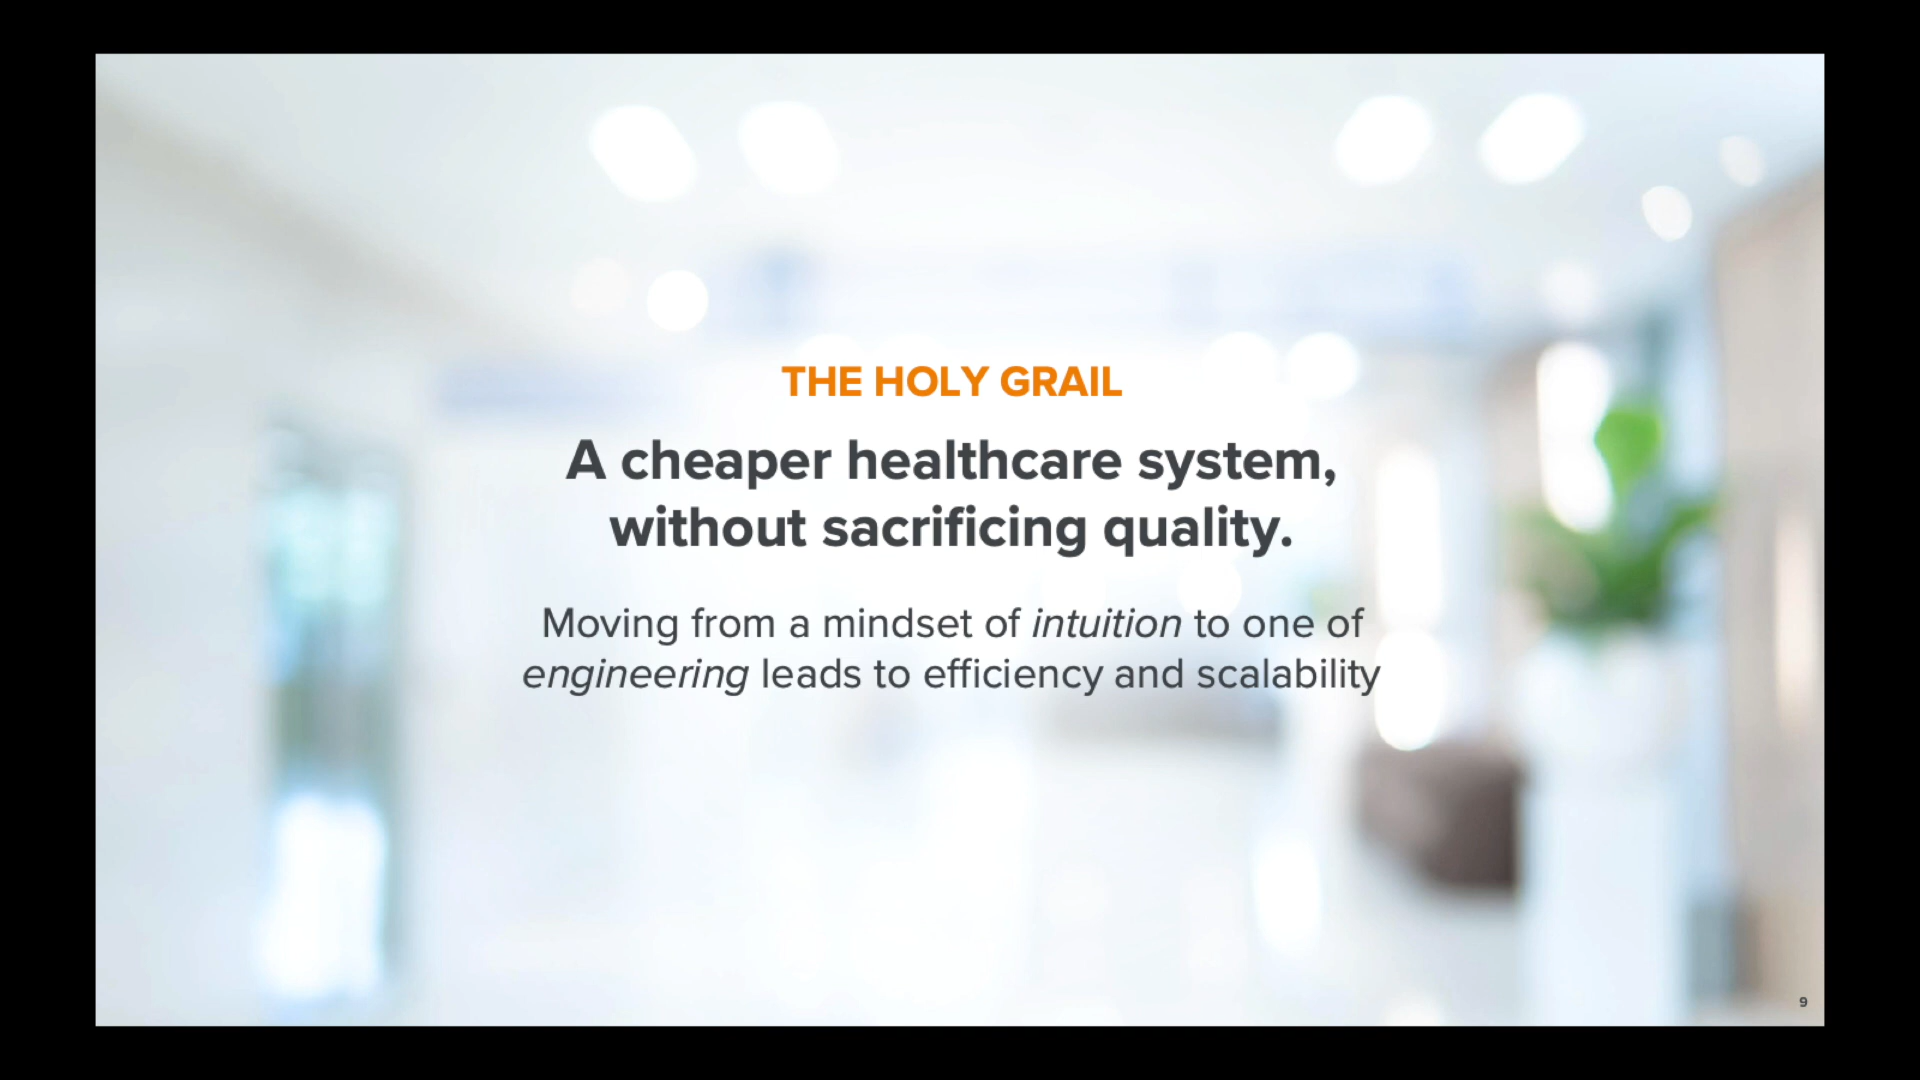 THE HOLY GRAIL
A cheaper healthcare system,
without sacrificing quality.
Moving from a mindset of intuition to one of
engineering leads to efficiency and scalability
9